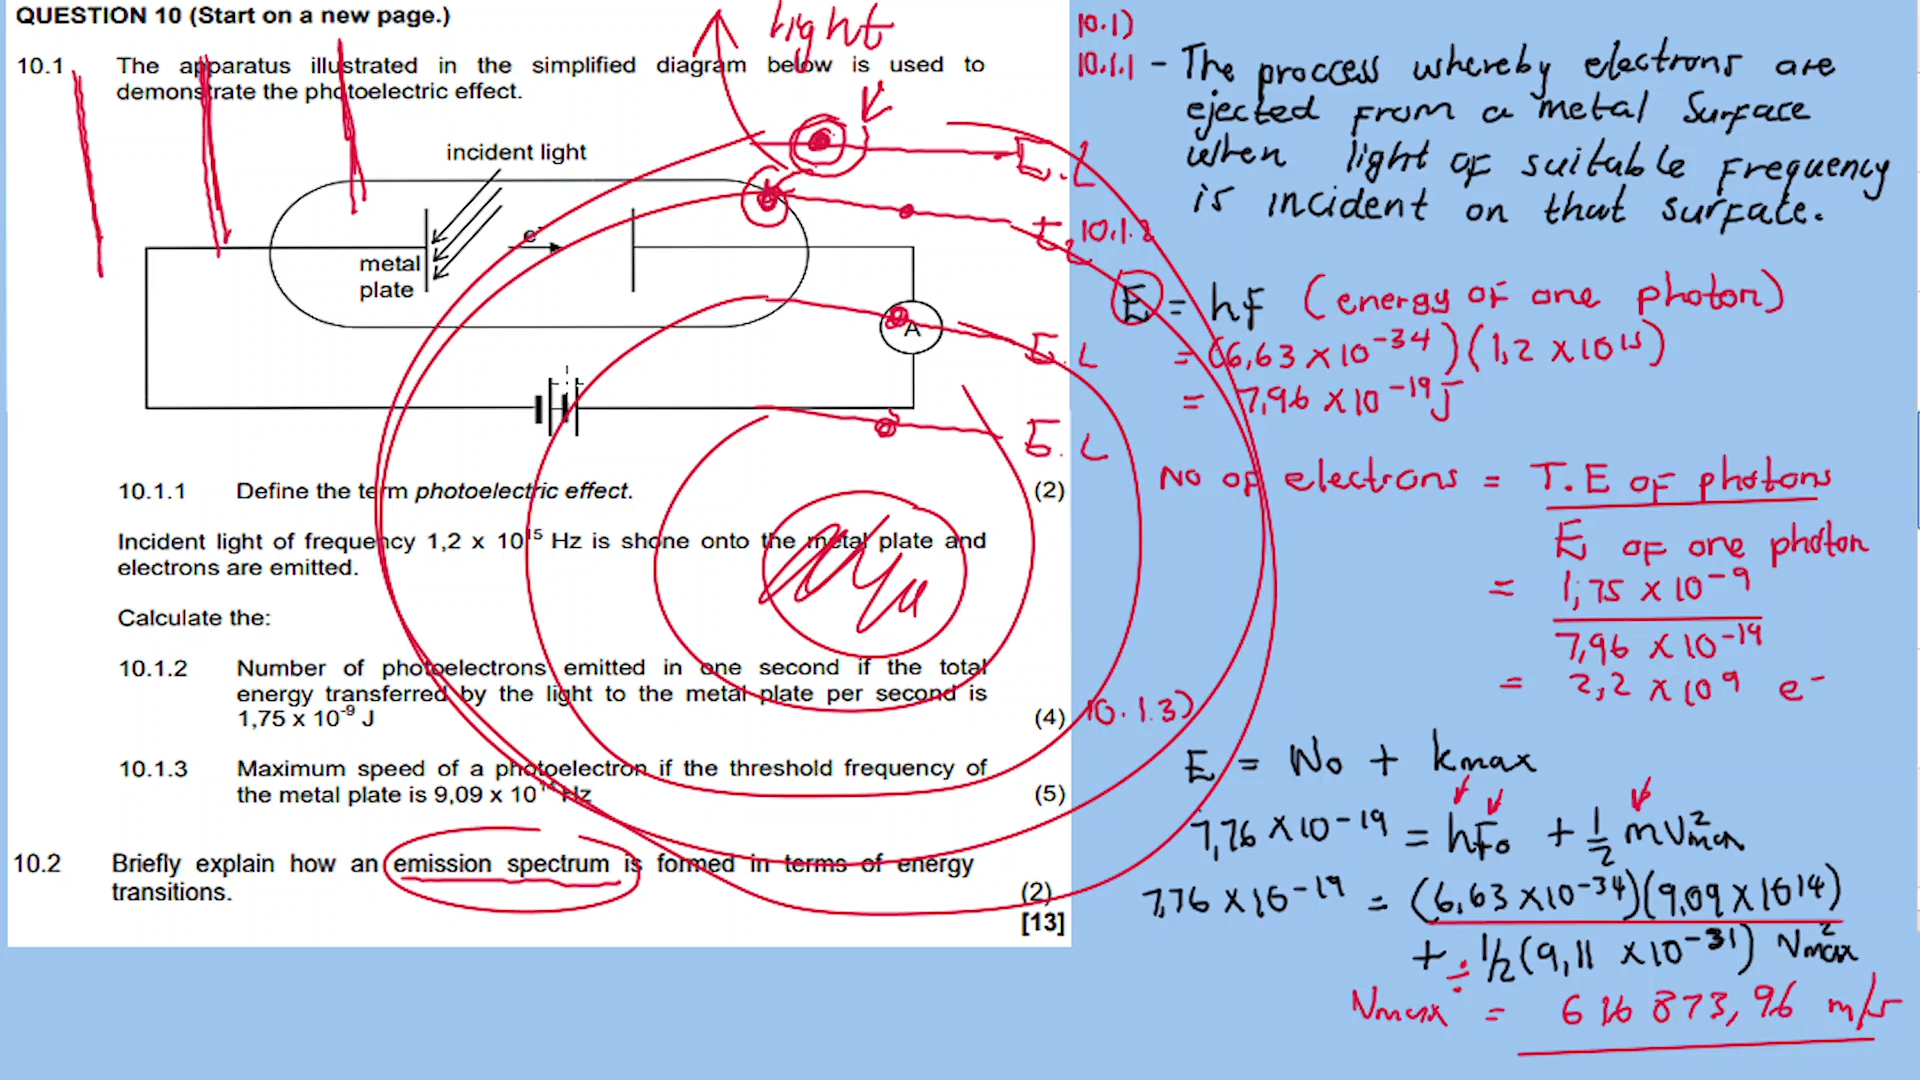 QUESTION 10 (Start on a new page.)
10.1 The apparatus illustrated in the simplified diagram below is used to
demonstrate the photoelectric effect.
light
incident light
e-
metal
plate
A
E.L
E.L
E.L
10.1.1 Define the term photoelectric effect. (2)
Incident light of frequency 1,2 x 10¹⁵ Hz is shone onto the metal plate and
electrons are emitted.
Calculate the:
10.1.2 Number of photoelectrons emitted in one second if the total
energy transferred by the light to the metal plate per second is
1,75 x 10⁻⁹ J (4)
10.1.3 Maximum speed of a photoelectron if the threshold frequency of
the metal plate is 9,09 x 10¹⁴ Hz (5)
10.2 Briefly explain how an emission spectrum is formed in terms of energy
transitions. (2)
[13]
10.1)
10.1.1 - The proccess whereby electrons are
ejected from a metal surface
when light of suitable frequency
is incident on that surface.
10.1.2
E = hf (energy of one photon)
= (6,63 x 10⁻³⁴)(1,2 x 10¹⁵)
= 7,96 x 10⁻¹⁹ J
No of electrons = T.E of photons
E of one photon
= 1,75 x 10⁻⁹
7,96 x 10⁻¹⁹
= 2,2 x 10⁹ e-
10.1.3)
E = W₀ + kmax
7,76 x 10⁻¹⁹ = hf₀ + ½ mv²max
7,76 x 10⁻¹⁹ = (6,63 x 10⁻³⁴)(9,09 x 10¹⁴)
+ ½(9,11 x 10⁻³¹) v²max
vmax = 616 873,96 m/s